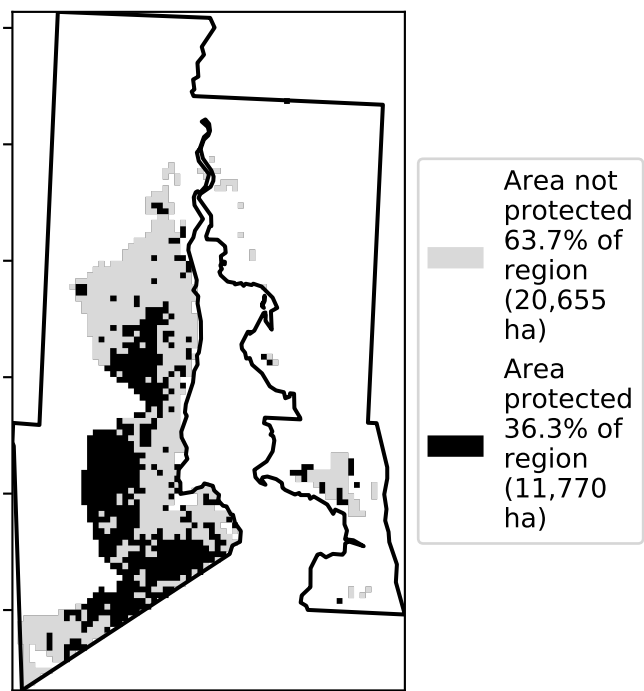 Area not
protected
63.7% of
region
(20,655
ha)
Area
protected
36.3% of
region
(11,770
ha)